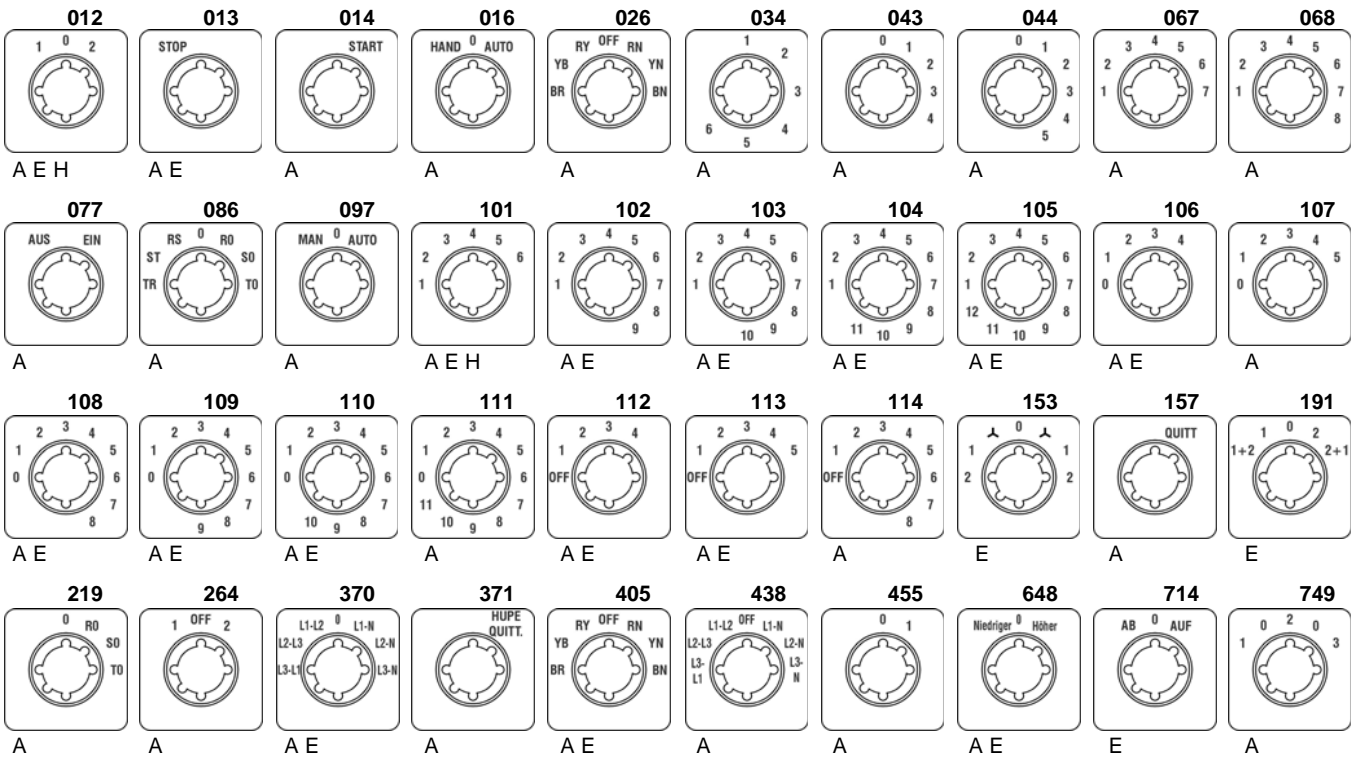 012 013 014 016 026 034 043 044 067 068
1 0 2
STOP
START
HAND 0 AUTO
BR YB RY OFF RN YN BN
1 2 3 4 5 6
0 1 2 3 4
0 1 2 3 4 5
1 2 3 4 5 6 7
1 2 3 4 5 6 7 8
A E H A E A A A A A A A A
077 086 097 101 102 103 104 105 106 107
AUS EIN
TR ST RS 0 R0 S0 T0
MAN 0 AUTO
1 2 3 4 5 6
1 2 3 4 5 6 7 8 9
1 2 3 4 5 6 7 8 9 10
1 2 3 4 5 6 7 8 9 10 11
1 2 3 4 5 6 7 8 9 10 11 12
0 1 2 3 4
0 1 2 3 4 5
A A A A E H A E A E A E A E A E A
108 109 110 111 112 113 114 153 157 191
0 1 2 3 4 5 6 7 8
0 1 2 3 4 5 6 7 8 9
0 1 2 3 4 5 6 7 8 9 10
0 1 2 3 4 5 6 7 8 9 10 11
OFF 1 2 3 4
OFF 1 2 3 4 5
OFF 1 2 3 4 5 6 7 8
2 1 0 1 2
QUITT
1+2 1 0 2 2+1
A E A E A E A A E A E A E A E
219 264 370 371 405 438 455 648 714 749
0 R0 S0 T0
1 OFF 2
L3-L1 L2-L3 L1-L2 0 L1-N L2-N L3-N
HUPE
QUITT.
BR YB RY OFF RN YN BN
L3-L1 L2-L3 L1-L2 OFF L1-N L2-N L3-N
0 1
Niedriger 0 Höher
AB 0 AUF
1 0 2 0 3
A A A E A A E A A A E E A